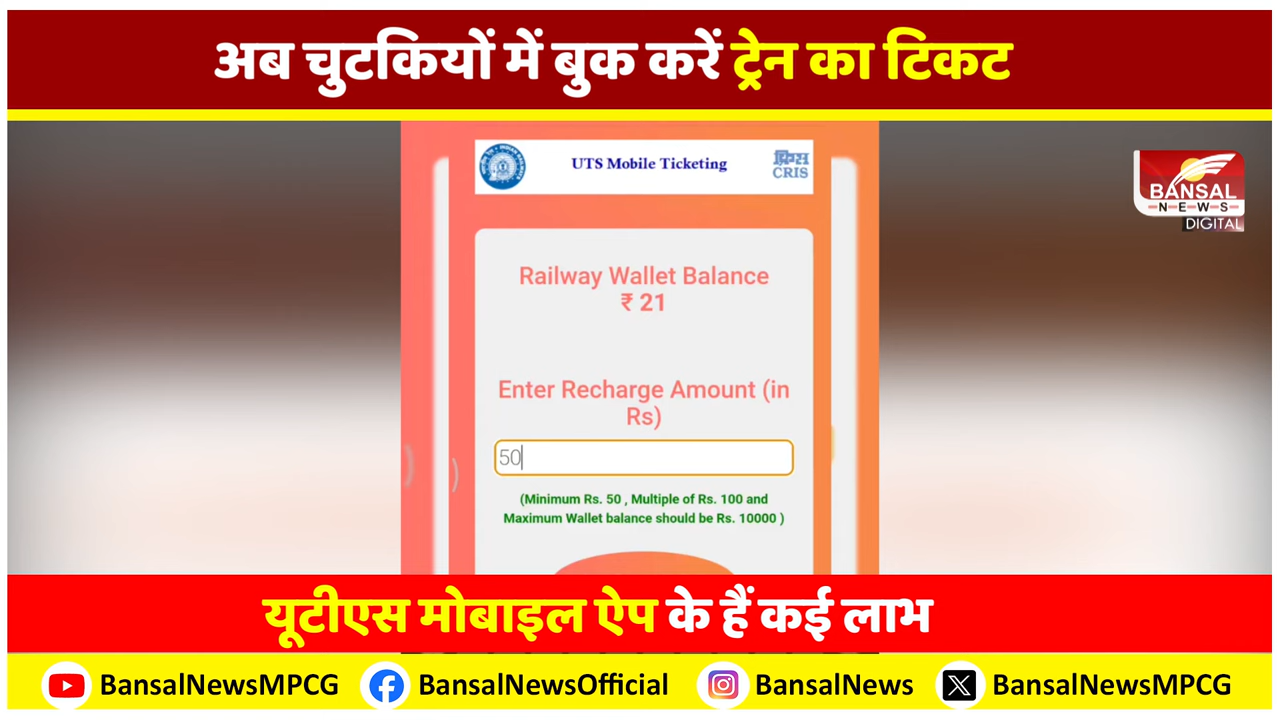 अब चुटकियों में बुक करें ट्रेन का टिकट
UTS Mobile Ticketing
क्रिस
CRIS
BANSAL
NEWS
DIGITAL
Railway Wallet Balance
₹ 21
Enter Recharge Amount (in
Rs)
50
(Minimum Rs. 50 , Multiple of Rs. 100 and
Maximum Wallet balance should be Rs. 10000 )
यूटीएस मोबाइल ऐप के हैं कई लाभ
BansalNewsMPCG BansalNewsOfficial BansalNews BansalNewsMPCG